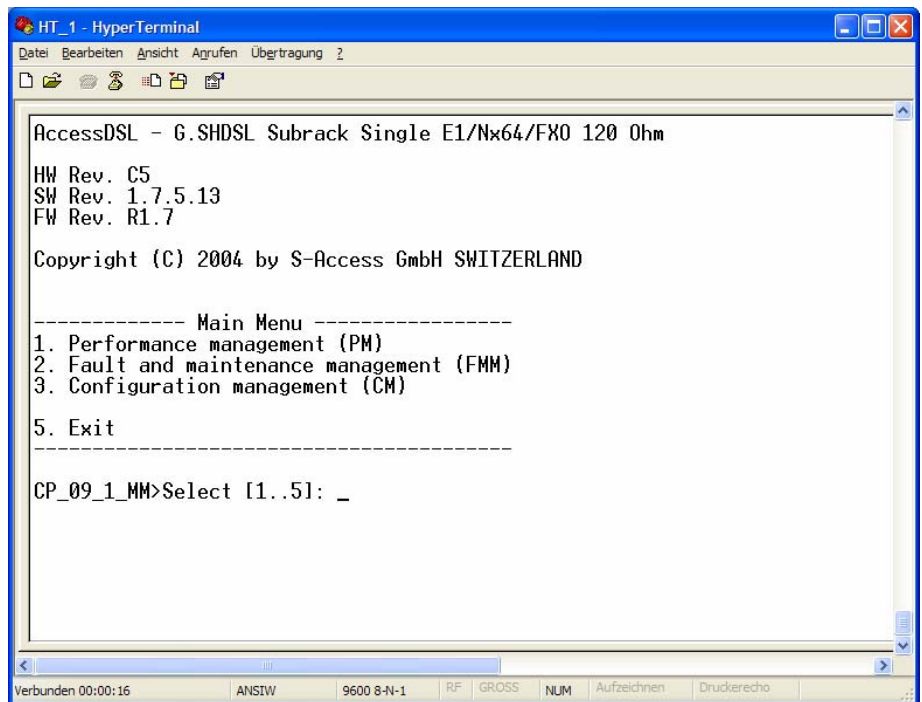 HT_1 - HyperTerminal
Datei Bearbeiten Ansicht Anrufen Übertragung ?
AccessDSL - G.SHDSL Subrack Single E1/Nx64/FXO 120 Ohm
HW Rev. C5
SW Rev. 1.7.5.13
FW Rev. R1.7
Copyright (C) 2004 by S-Access GmbH SWITZERLAND
------------- Main Menu -----------------
1. Performance management (PM)
2. Fault and maintenance management (FMM)
3. Configuration management (CM)
5. Exit
-----------------------------------------
CP_09_1_MM>Select [1..5]: _
Verbunden 00:00:16 ANSIW 9600 8-N-1 RF GROSS NUM Aufzeichnen Druckerecho